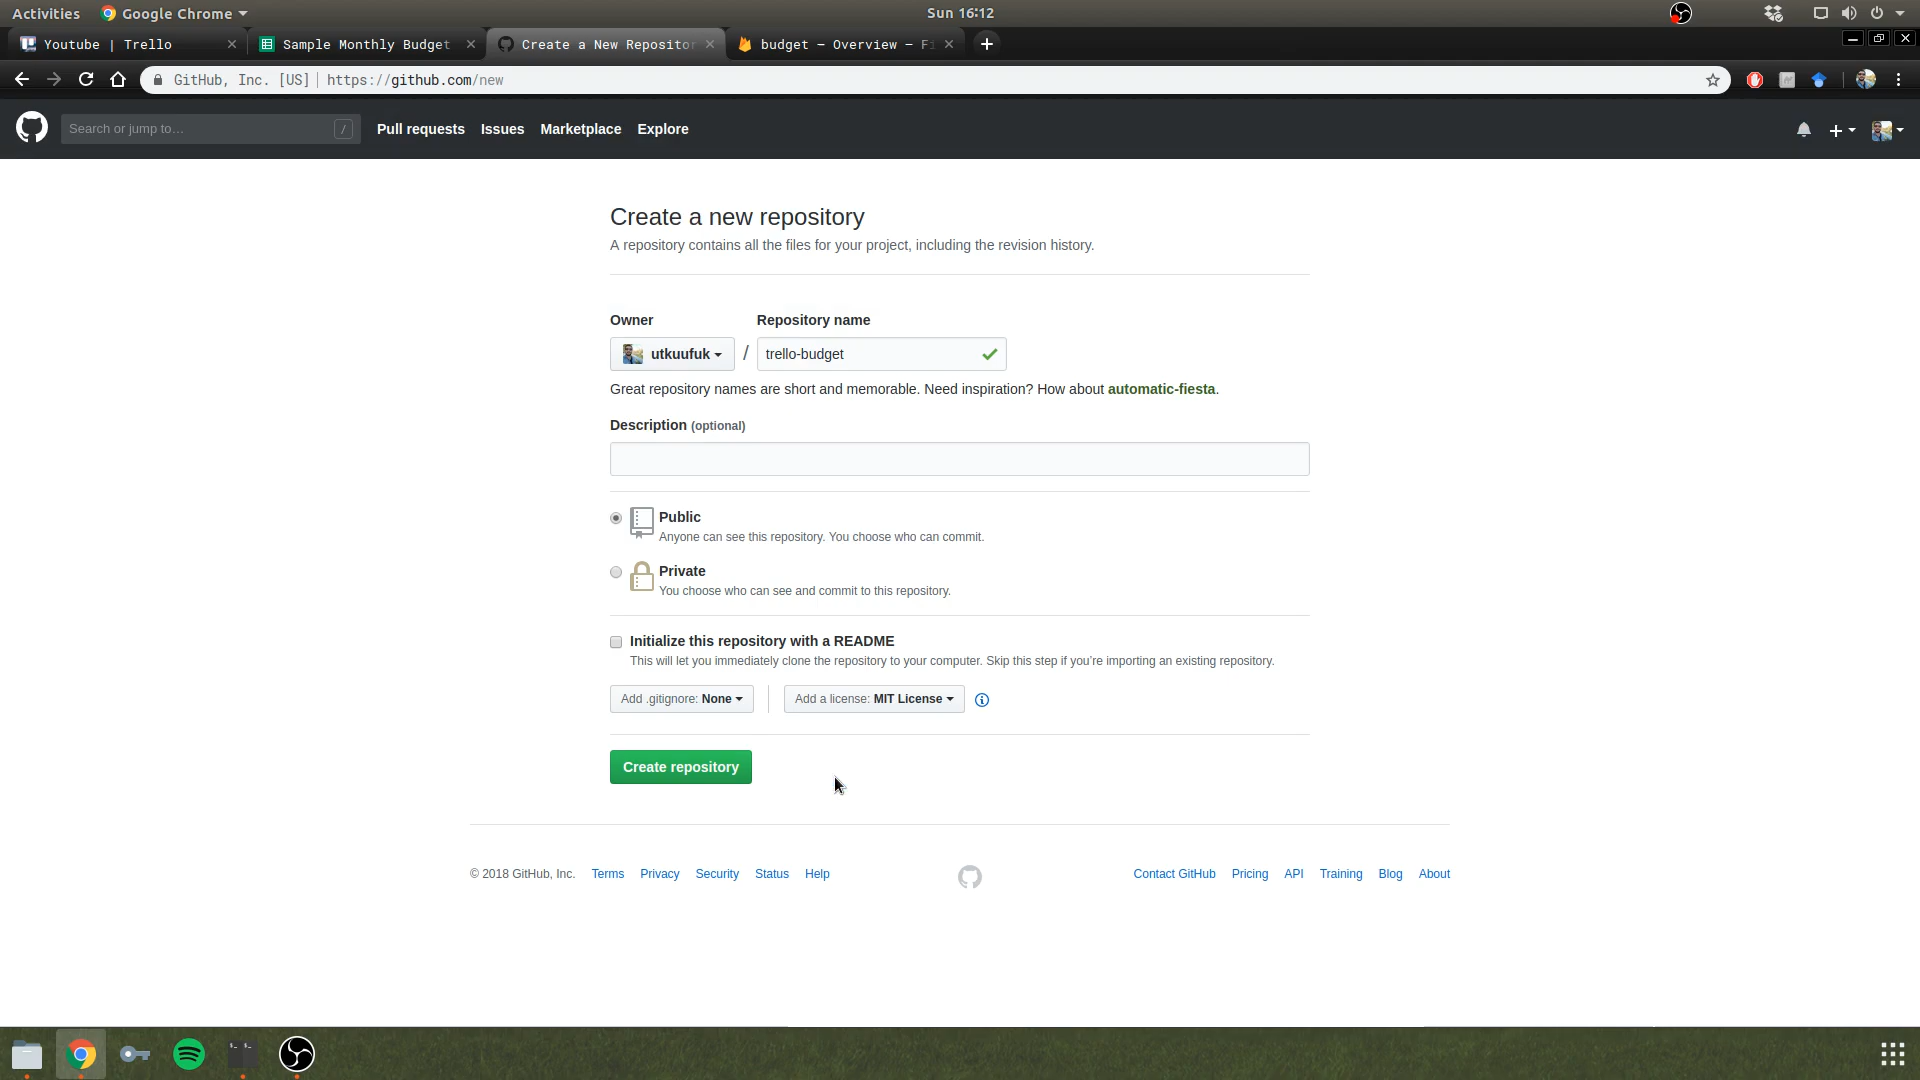 Activities Google Chrome Sun 16:12
Youtube | Trello Sample Monthly Budget Create a New Repositor budget – Overview – Fi
GitHub, Inc. [US] https://github.com/new
Search or jump to… / Pull requests Issues Marketplace Explore
Create a new repository
A repository contains all the files for your project, including the revision history.
Owner Repository name
utkuufuk / trello-budget
Great repository names are short and memorable. Need inspiration? How about automatic-fiesta.
Description (optional)
Public
Anyone can see this repository. You choose who can commit.
Private
You choose who can see and commit to this repository.
Initialize this repository with a README
This will let you immediately clone the repository to your computer. Skip this step if you’re importing an existing repository.
Add .gitignore: None Add a license: MIT License
Create repository
© 2018 GitHub, Inc. Terms Privacy Security Status Help Contact GitHub Pricing API Training Blog About